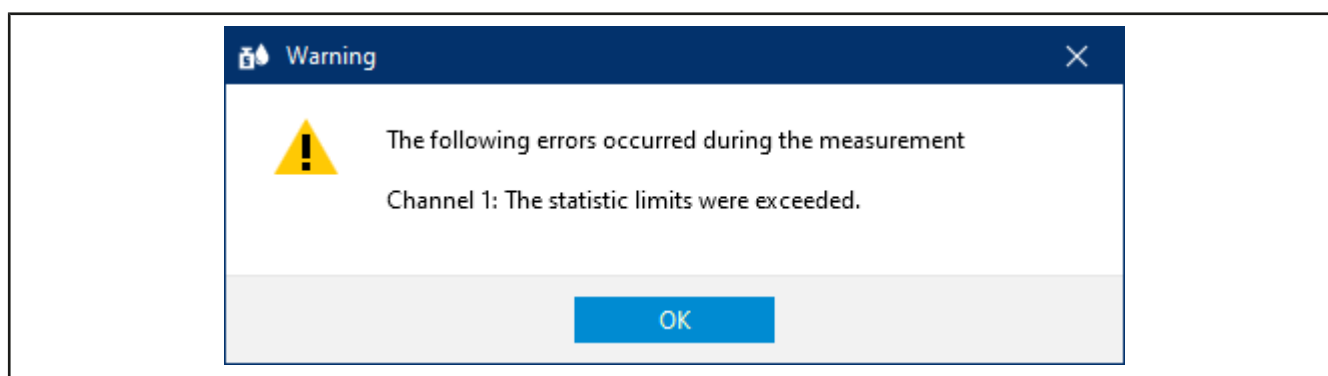 Warning
The following errors occurred during the measurement
Channel 1: The statistic limits were exceeded.
OK